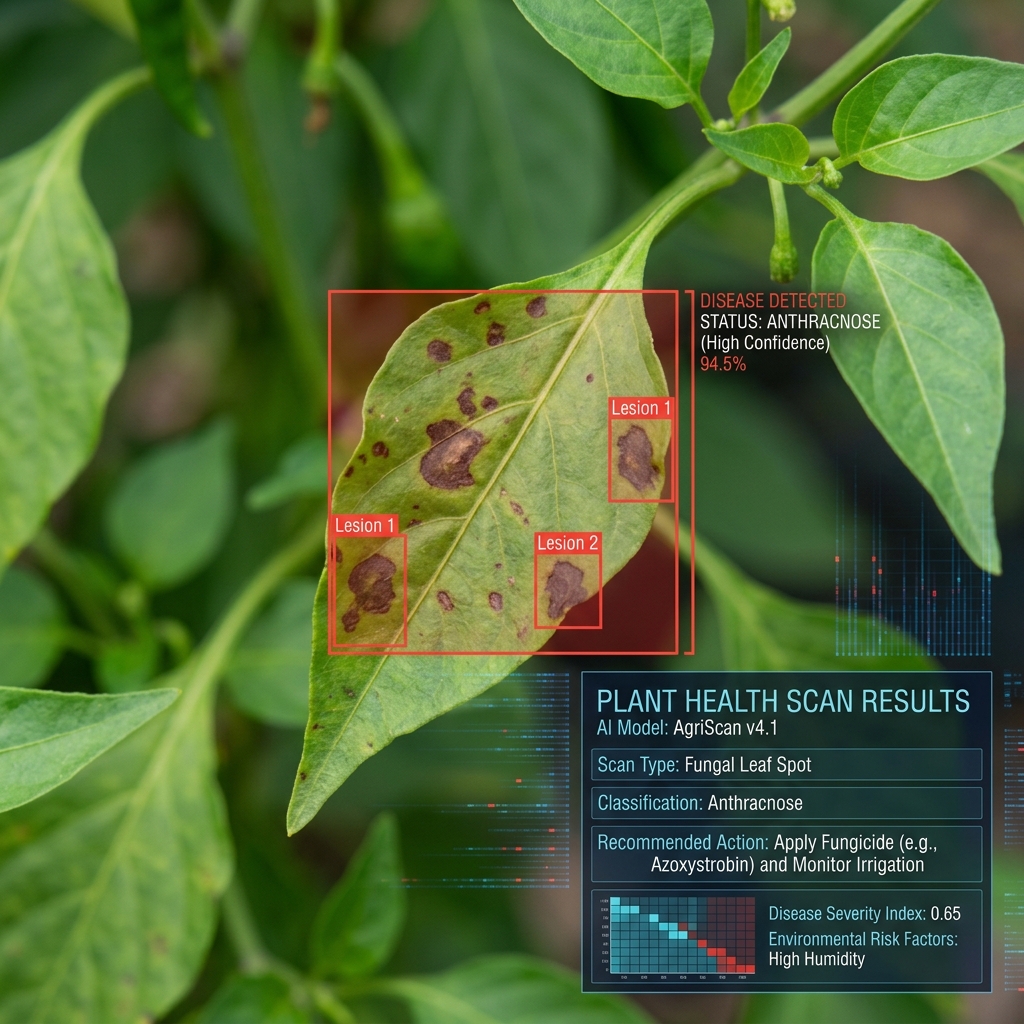 DISEASE DETECTED
STATUS: ANTHRACNOSE
(High Confidence)
94.5%
Lesion 1
Lesion 1
Lesion 2
PLANT HEALTH SCAN RESULTS
AI Model: AgriScan v4.1
Scan Type: Fungal Leaf Spot
Classification: Anthracnose
Recommended Action: Apply Fungicide (e.g.,
Azoxystrobin) and Monitor Irrigation
Disease Severity Index: 0.65
Environmental Risk Factors:
High Humidity